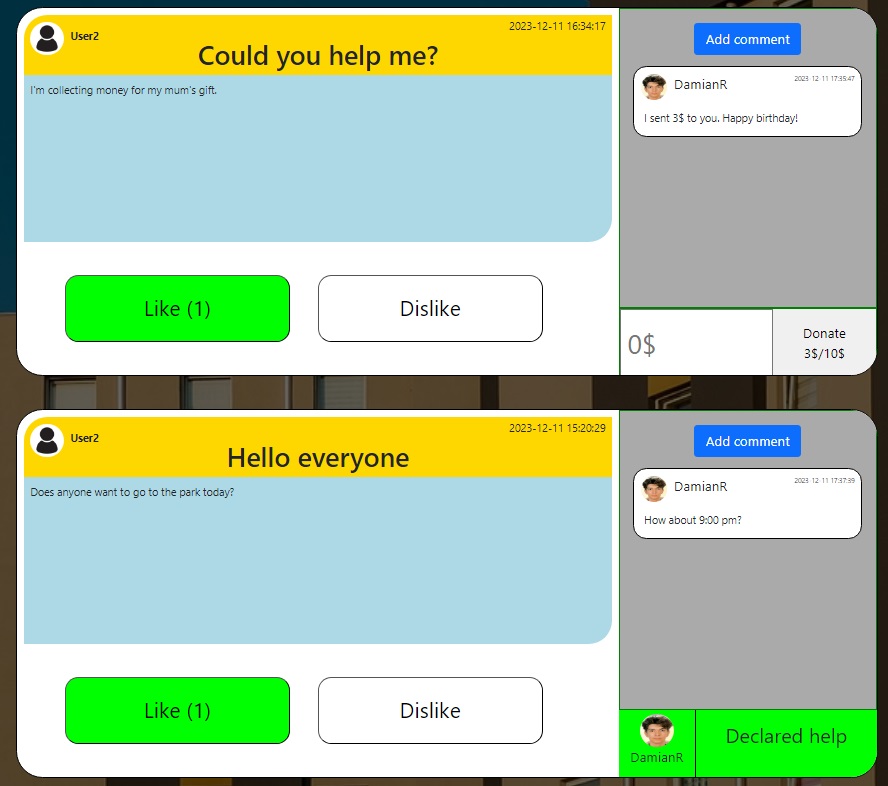 User2
2023-12-11 16:34:17
Could you help me?
I'm collecting money for my mum's gift.
Like (1)
Dislike
Add comment
DamianR
2023-12-11 17:35:47
I sent 3$ to you. Happy birthday!
0$
Donate
3$/10$
User2
2023-12-11 15:20:29
Hello everyone
Does anyone want to go to the park today?
Like (1)
Dislike
Add comment
DamianR
2023-12-11 17:37:39
How about 9:00 pm?
DamianR
Declared help